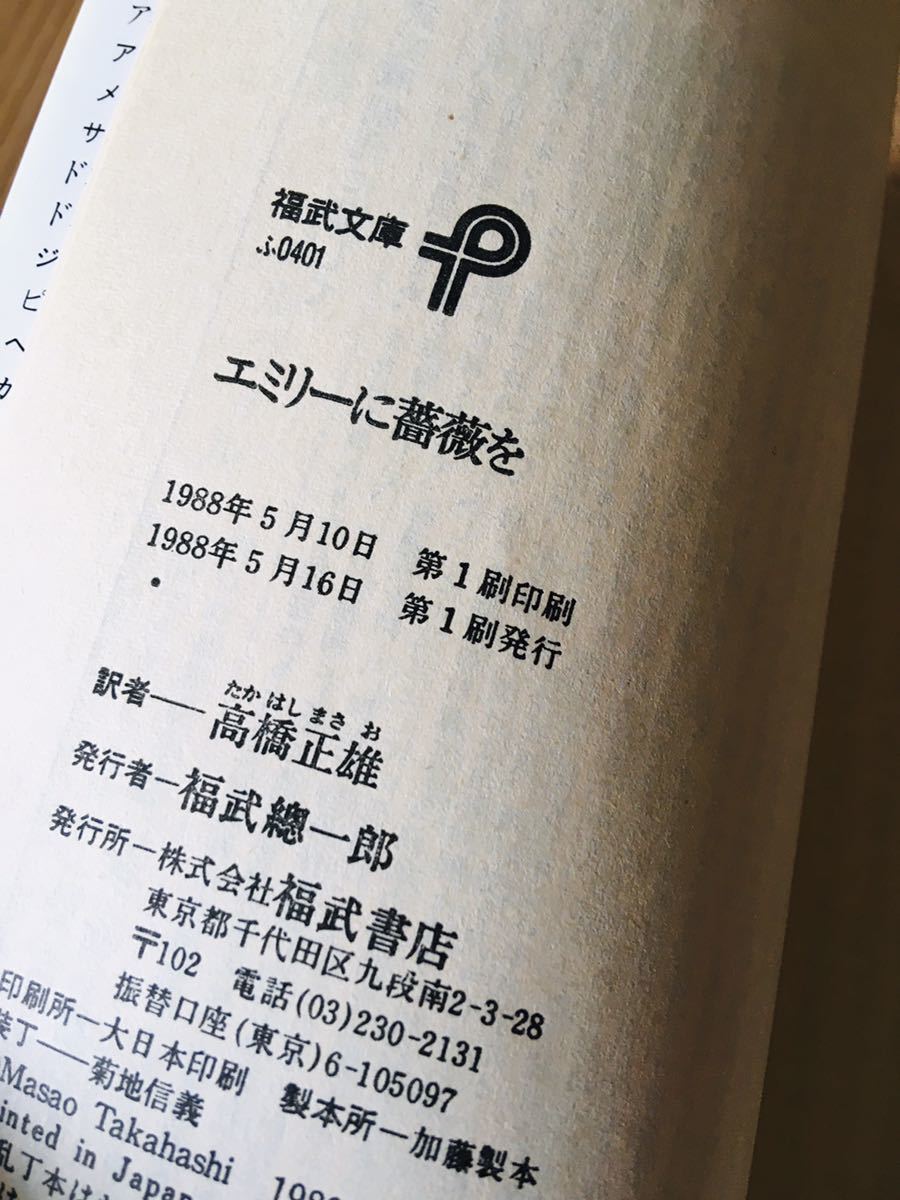 福武文庫
ふ0401
エミリーに薔薇を
1988年5月10日 第1刷印刷
1988年5月16日 第1刷発行
訳者──高橋正雄
たかはしまさお
発行者─福武總一郎
発行所─株式会社福武書店
東京都千代田区九段南2-3-28
〒102 電話(03)230-2131
振替口座(東京)6-105097
印刷所─大日本印刷 製本所─加藤製本
装丁──菊地信義
Masao Takahashi
inted in Japan
乱丁本は
ア
ア
メ
サ
ド
ド
ジ
ピ
ヘ
カ